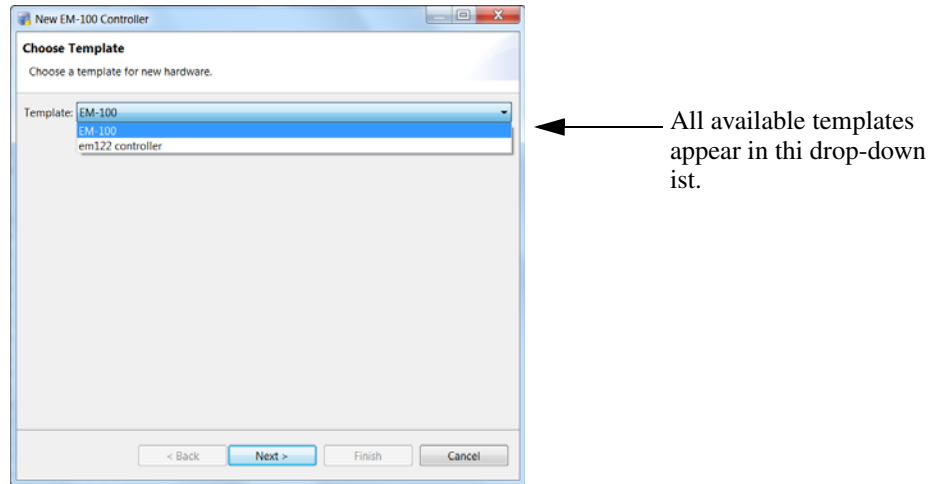 New EM-100 Controller
Choose Template
Choose a template for new hardware.
Template: EM-100
EM-100
em122 controller
All available templates
appear in thi drop-down
ist.
< Back Next > Finish Cancel